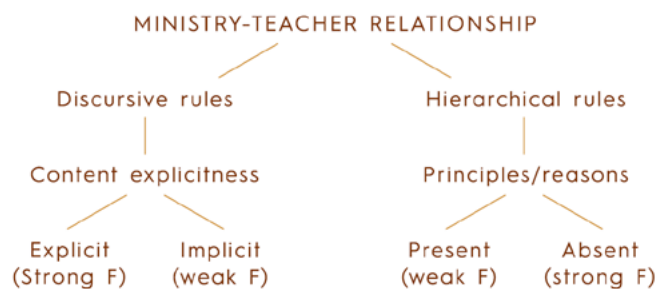 MINISTRY-TEACHER RELATIONSHIP
Discursive rules
Hierarchical rules
Content explicitness
Principles/reasons
Explicit
(Strong F)
Implicit
(weak F)
Present
(weak F)
Absent
(strong F)